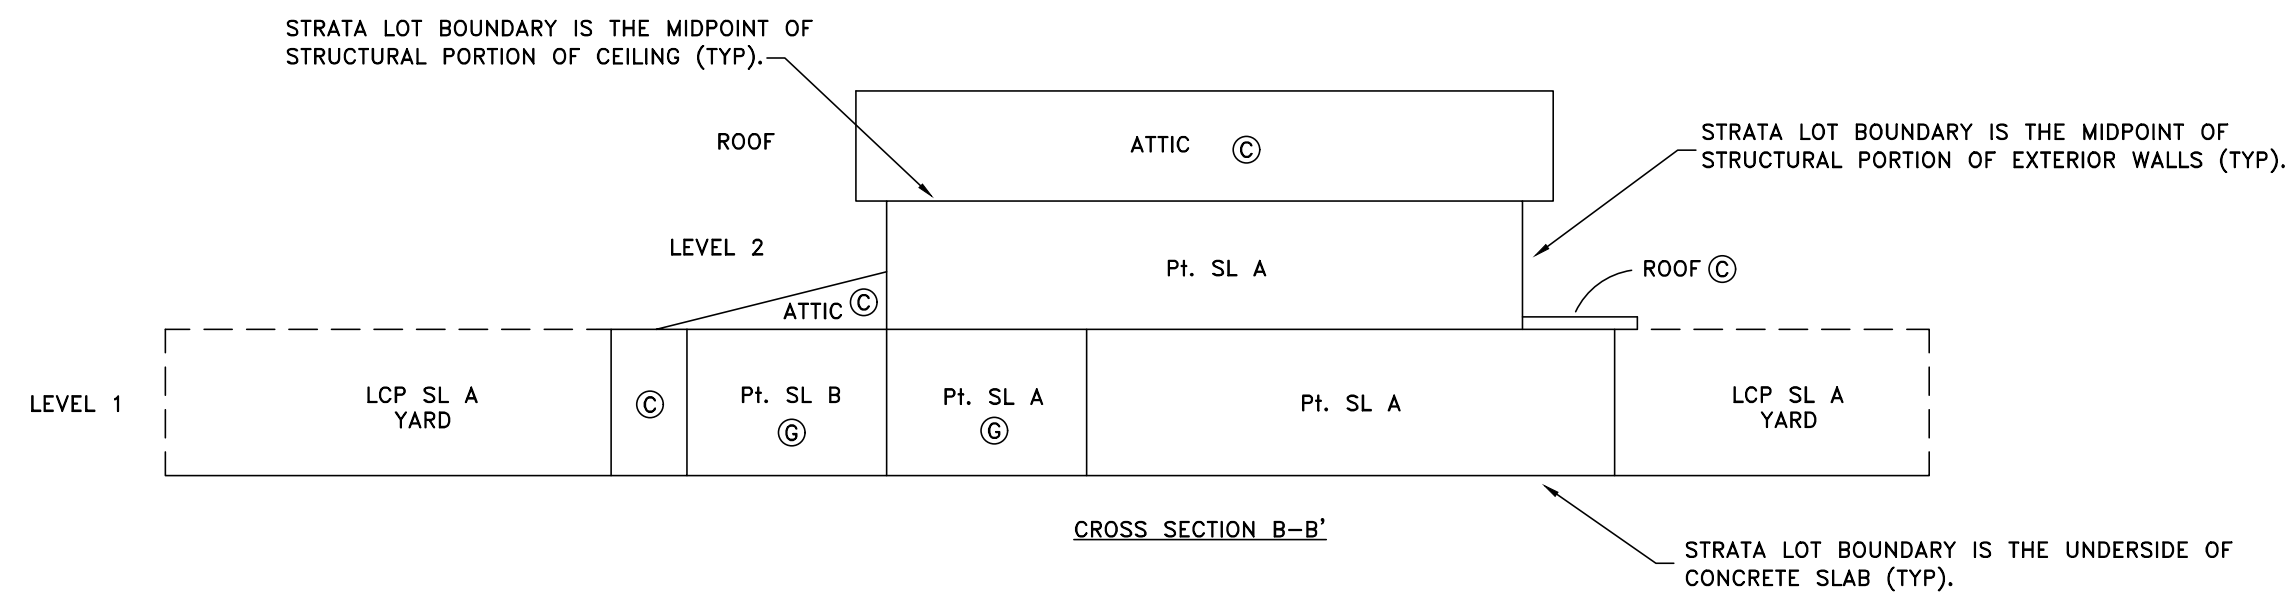 STRATA LOT BOUNDARY IS THE MIDPOINT OF
STRUCTURAL PORTION OF CEILING (TYP).
ROOF
ATTIC Ⓒ
STRATA LOT BOUNDARY IS THE MIDPOINT OF
STRUCTURAL PORTION OF EXTERIOR WALLS (TYP).
LEVEL 2
Pt. SL A
ROOF Ⓒ
ATTIC Ⓒ
LEVEL 1
LCP SL A
YARD
Ⓒ
Pt. SL B
Ⓖ
Pt. SL A
Ⓖ
Pt. SL A
LCP SL A
YARD
CROSS SECTION B-B'
STRATA LOT BOUNDARY IS THE UNDERSIDE OF
CONCRETE SLAB (TYP).